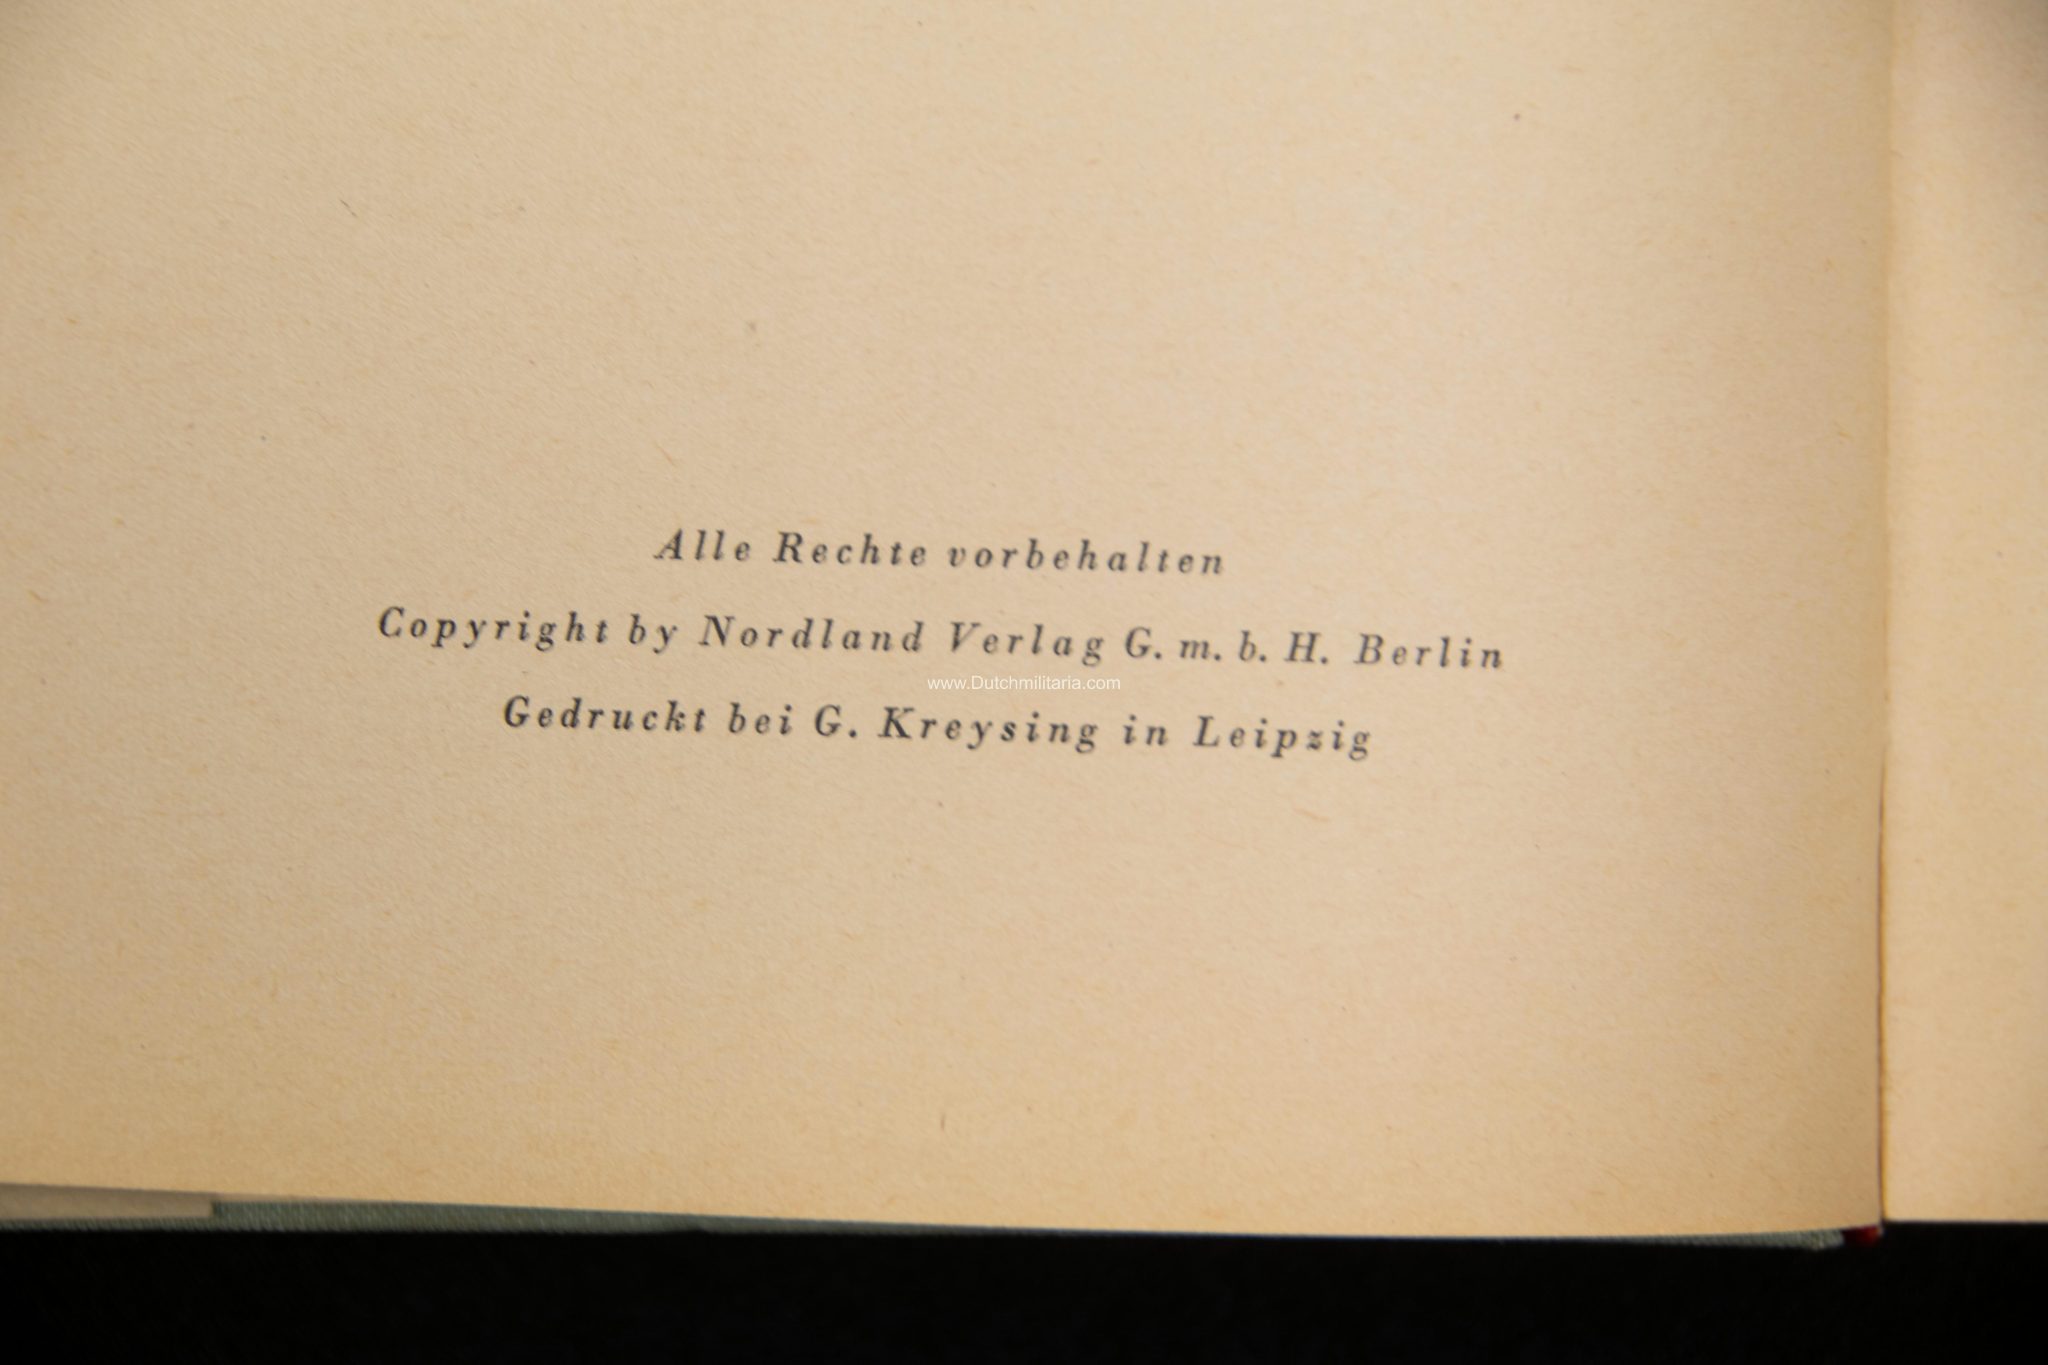 Alle Rechte vorbehalten
Copyright by Nordland Verlag G. m. b. H. Berlin
www.Dutchmilitaria.com
Gedruckt bei G. Kreysing in Leipzig